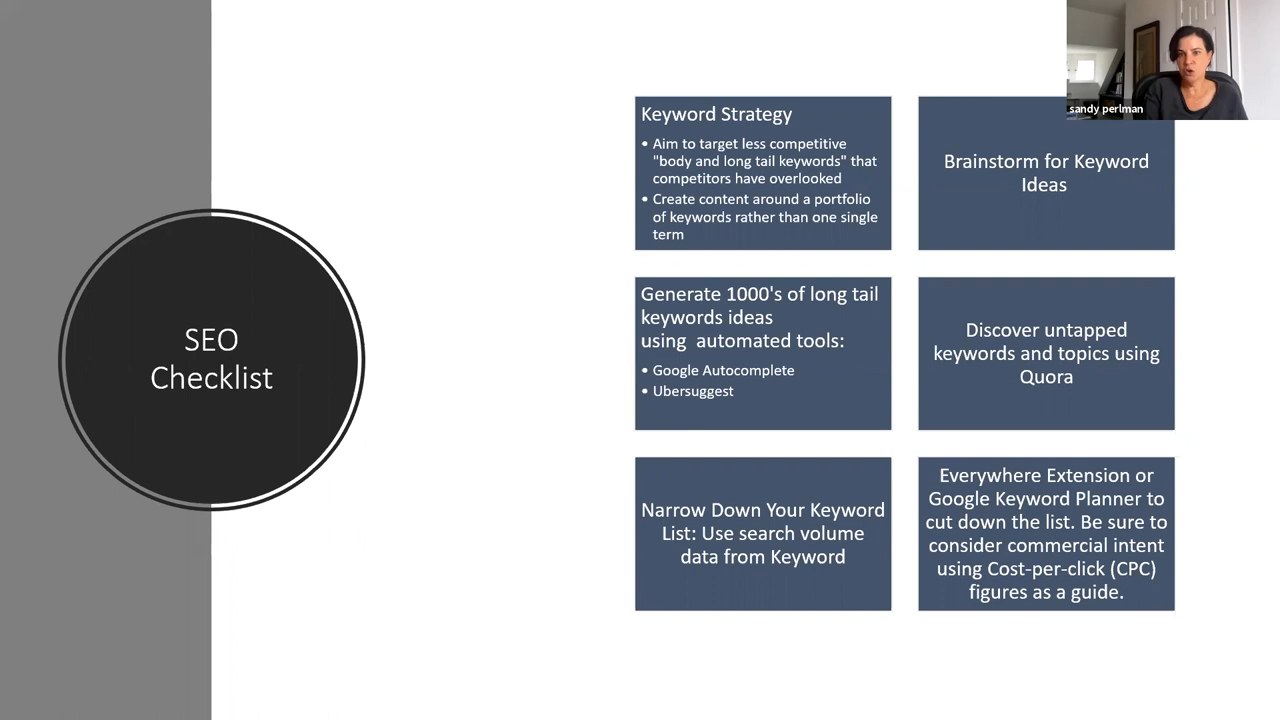 sandy perlman
SEO
Checklist
Keyword Strategy
• Aim to target less competitive
"body and long tail keywords" that
competitors have overlooked
• Create content around a portfolio
of keywords rather than one single
term
Brainstorm for Keyword
Ideas
Generate 1000's of long tail
keywords ideas
using  automated tools:
• Google Autocomplete
• Ubersuggest
Discover untapped
keywords and topics using
Quora
Narrow Down Your Keyword
List: Use search volume
data from Keyword
Everywhere Extension or
Google Keyword Planner to
cut down the list. Be sure to
consider commercial intent
using Cost-per-click (CPC)
figures as a guide.